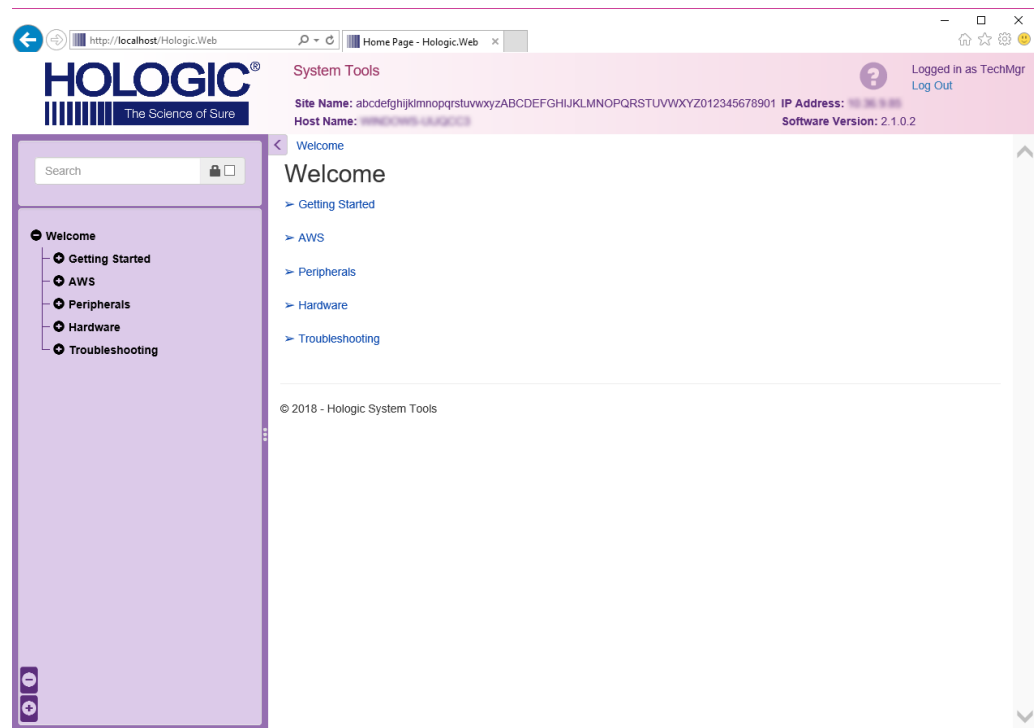 http://localhost/Hologic.Web
Home Page - Hologic.Web
HOLOGIC®
The Science of Sure
System Tools
Logged in as TechMgr
Log Out
Site Name: abcdefghijklmnopqrstuvwxyzABCDEFGHIJKLMNOPQRSTUVWXYZ012345678901 IP Address:
Host Name:
Software Version: 2.1.0.2
Search
Welcome
Getting Started
AWS
Peripherals
Hardware
Troubleshooting
Welcome
Welcome
➢ Getting Started
➢ AWS
➢ Peripherals
➢ Hardware
➢ Troubleshooting
© 2018 - Hologic System Tools